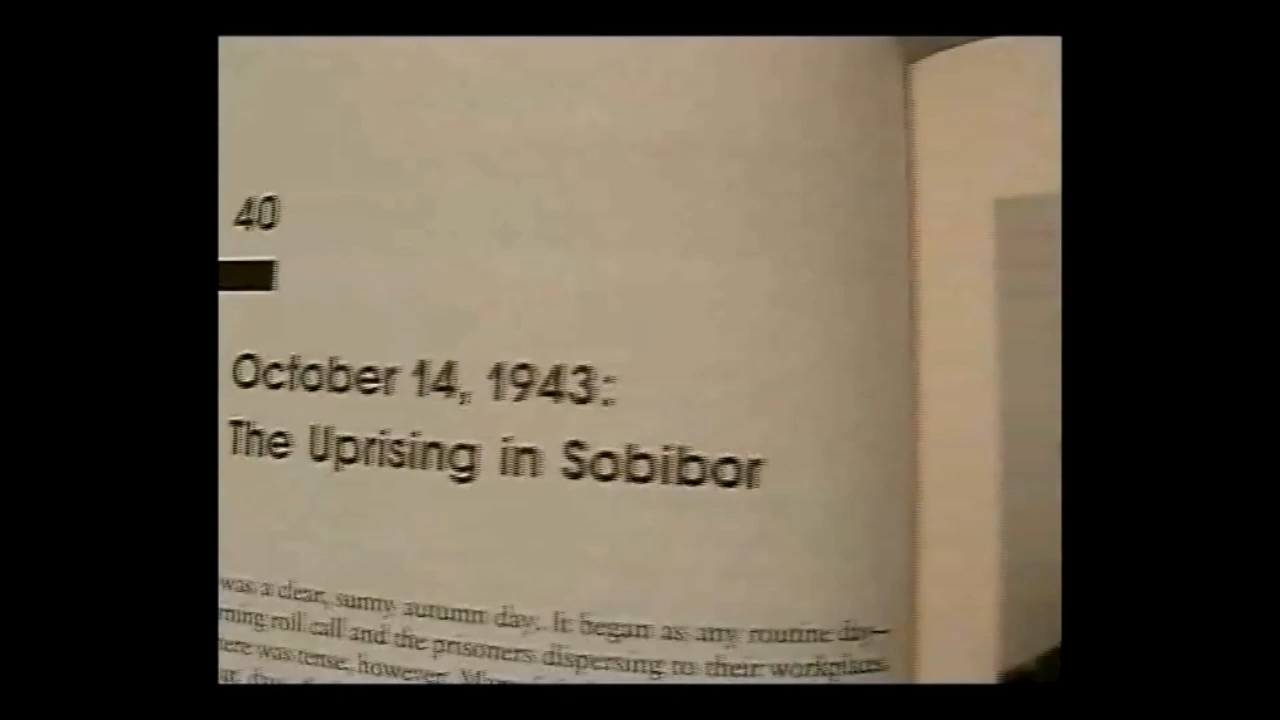 40
October 14, 1943:
The Uprising in Sobibor
was a clear, sunny autumn day. It began as any routine day—
ning roll call and the prisoners dispersing to their workplaces.
ere was tense, however.